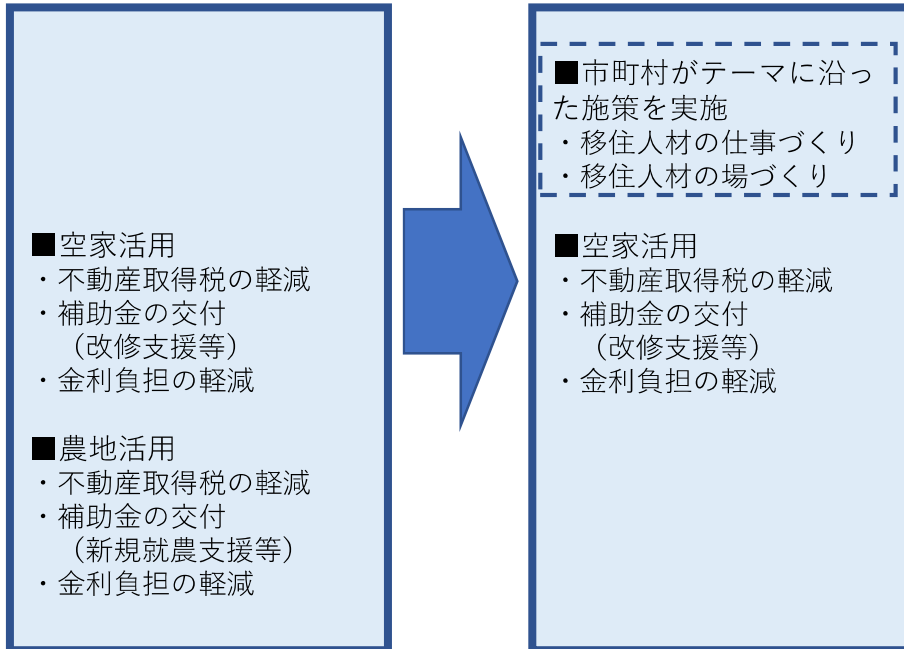 ■空家活用
・不動産取得税の軽減
・補助金の交付
（改修支援等）
・金利負担の軽減
■農地活用
・不動産取得税の軽減
・補助金の交付
（新規就農支援等）
・金利負担の軽減
■市町村がテーマに沿っ
た施策を実施
・移住人材の仕事づくり
・移住人材の場づくり
■空家活用
・不動産取得税の軽減
・補助金の交付
（改修支援等）
・金利負担の軽減